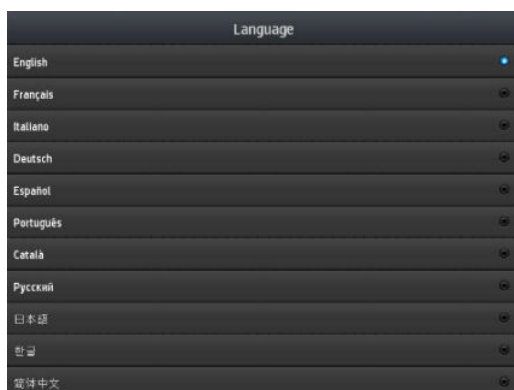 Language
English
Français
Italiano
Deutsch
Español
Português
Català
Русский
日本語
한글
简体中文